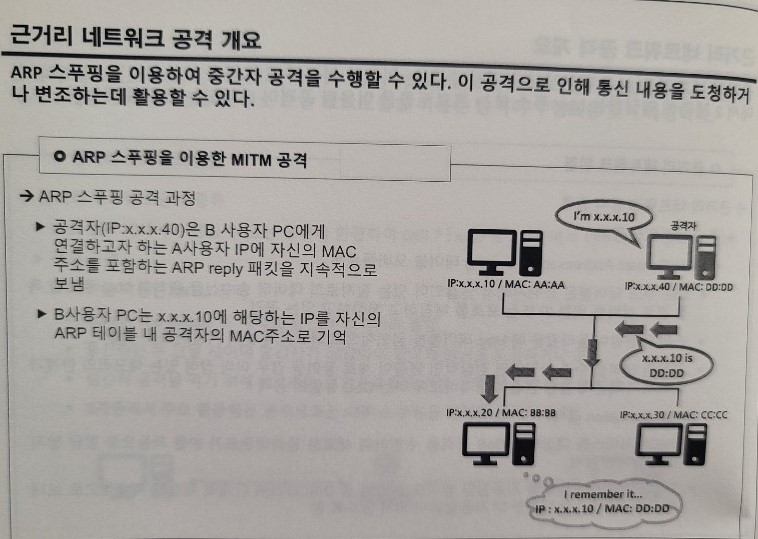 근거리 네트워크 공격 개요
ARP 스푸핑을 이용하여 중간자 공격을 수행할 수 있다. 이 공격으로 인해 통신 내용을 도청하거
나 변조하는데 활용할 수 있다.
ARP 스푸핑을 이용한 MITM 공격
→ ARP 스푸핑 공격 과정
▶ 공격자(IP:x.x.x.40)은 B 사용자 PC에게
연결하고자 하는 A사용자 IP에 자신의 MAC
주소를 포함하는 ARP reply 패킷을 지속적으로
보냄
▶ B사용자 PC는 x.x.x.10에 해당하는 IP를 자신의
ARP 테이블 내 공격자의 MAC주소로 기억
I'm x.x.x.10
공격자
IP:x.x.x.10 / MAC: AA:AA
IP:x.x.x.40 / MAC: DD:DD
x.x.x.10 is
DD:DD
IP:x.x.x.20 / MAC: BB:BB
IP:x.x.x.30 / MAC: CC:CC
I remember it...
IP : x.x.x.10 / MAC: DD:DD